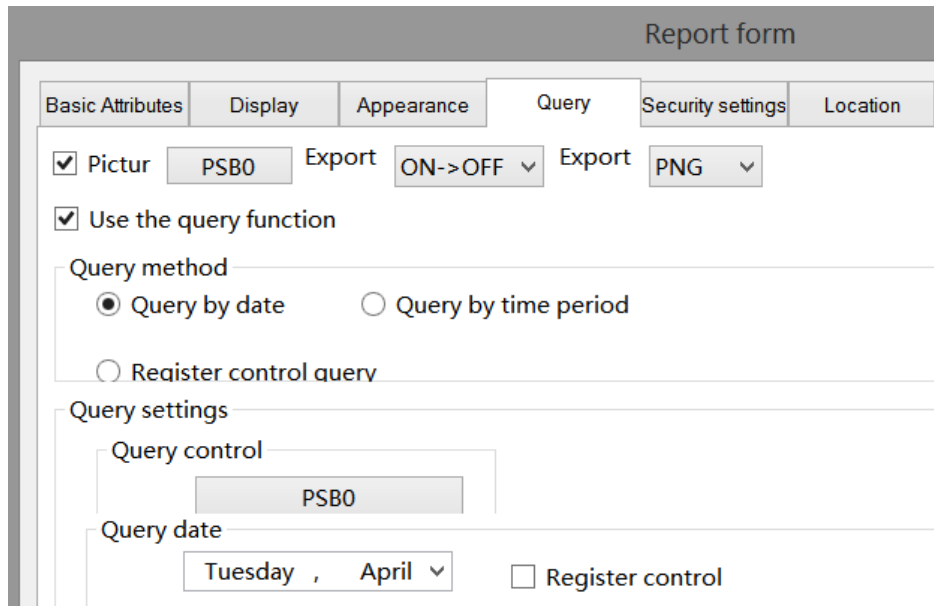 Report form
Basic Attributes Display Appearance Query Security settings Location
Pictur PSB0 Export ON->OFF Export PNG
Use the query function
Query method
Query by date Query by time period
Register control query
Query settings
Query control
PSB0
Query date
Tuesday , April Register control